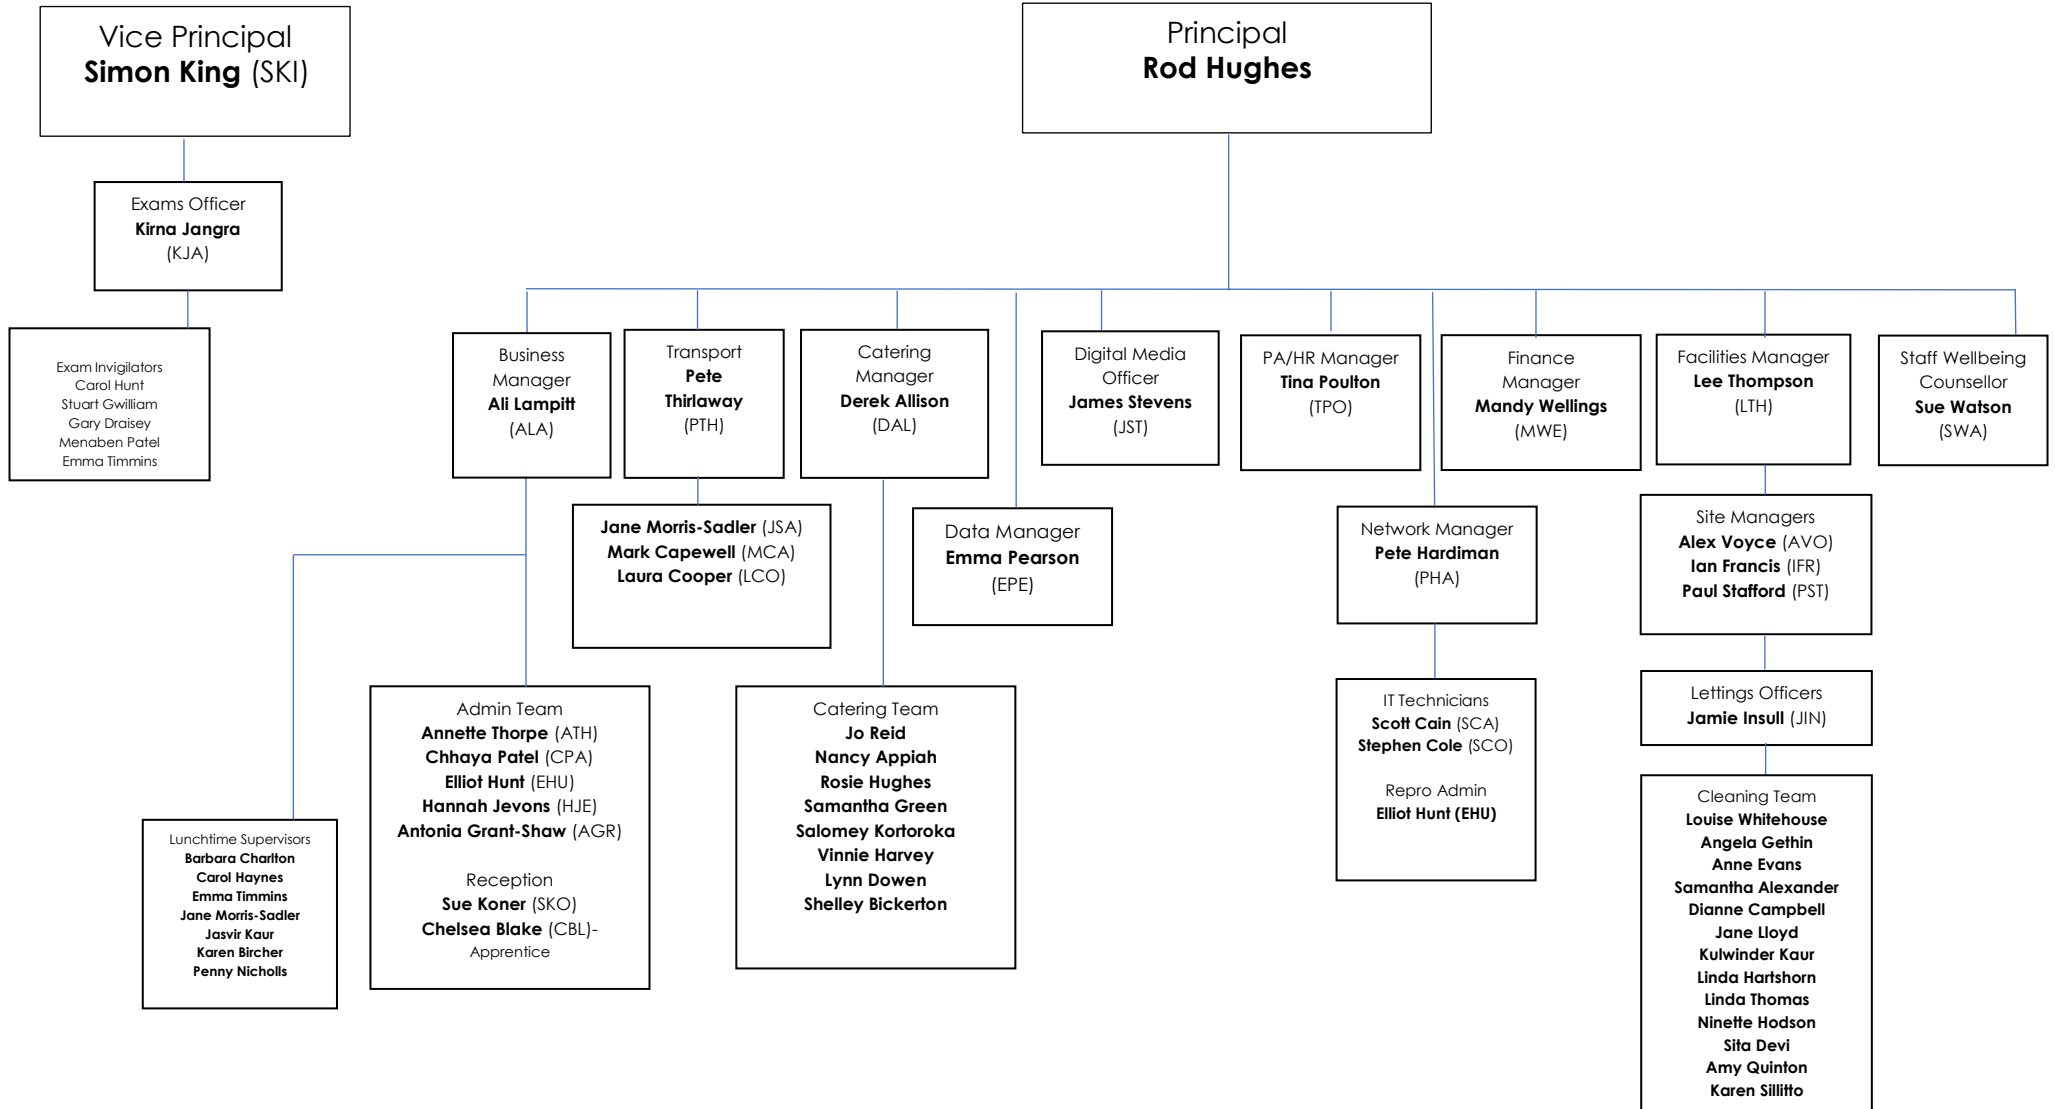 Vice Principal
Simon King (SKI)
Principal
Rod Hughes
Exams Officer
Kirna Jangra
(KJA)
Exam Invigilators
Carol Hunt
Stuart Gwilliam
Gary Draisey
Menaben Patel
Emma Timmins
Business
Manager
Ali Lampitt
(ALA)
Transport
Pete
Thirlaway
(PTH)
Catering
Manager
Derek Allison
(DAL)
Digital Media
Officer
James Stevens
(JST)
PA/HR Manager
Tina Poulton
(TPO)
Finance
Manager
Mandy Wellings
(MWE)
Facilities Manager
Lee Thompson
(LTH)
Staff Wellbeing
Counsellor
Sue Watson
(SWA)
Jane Morris-Sadler (JSA)
Mark Capewell (MCA)
Laura Cooper (LCO)
Data Manager
Emma Pearson
(EPE)
Network Manager
Pete Hardiman
(PHA)
Site Managers
Alex Voyce (AVO)
Ian Francis (IFR)
Paul Stafford (PST)
Lunchtime Supervisors
Barbara Charlton
Carol Haynes
Emma Timmins
Jane Morris-Sadler
Jasvir Kaur
Karen Bircher
Penny Nicholls
Admin Team
Annette Thorpe (ATH)
Chhaya Patel (CPA)
Elliot Hunt (EHU)
Hannah Jevons (HJE)
Antonia Grant-Shaw (AGR)
Reception
Sue Koner (SKO)
Chelsea Blake (CBL)-
Apprentice
Catering Team
Jo Reid
Nancy Appiah
Rosie Hughes
Samantha Green
Salomey Kortoroka
Vinnie Harvey
Lynn Dowen
Shelley Bickerton
IT Technicians
Scott Cain (SCA)
Stephen Cole (SCO)
Repro Admin
Elliot Hunt (EHU)
Lettings Officers
Jamie Insull (JIN)
Cleaning Team
Louise Whitehouse
Angela Gethin
Anne Evans
Samantha Alexander
Dianne Campbell
Jane Lloyd
Kulwinder Kaur
Linda Hartshorn
Linda Thomas
Ninette Hodson
Sita Devi
Amy Quinton
Karen Sillitto